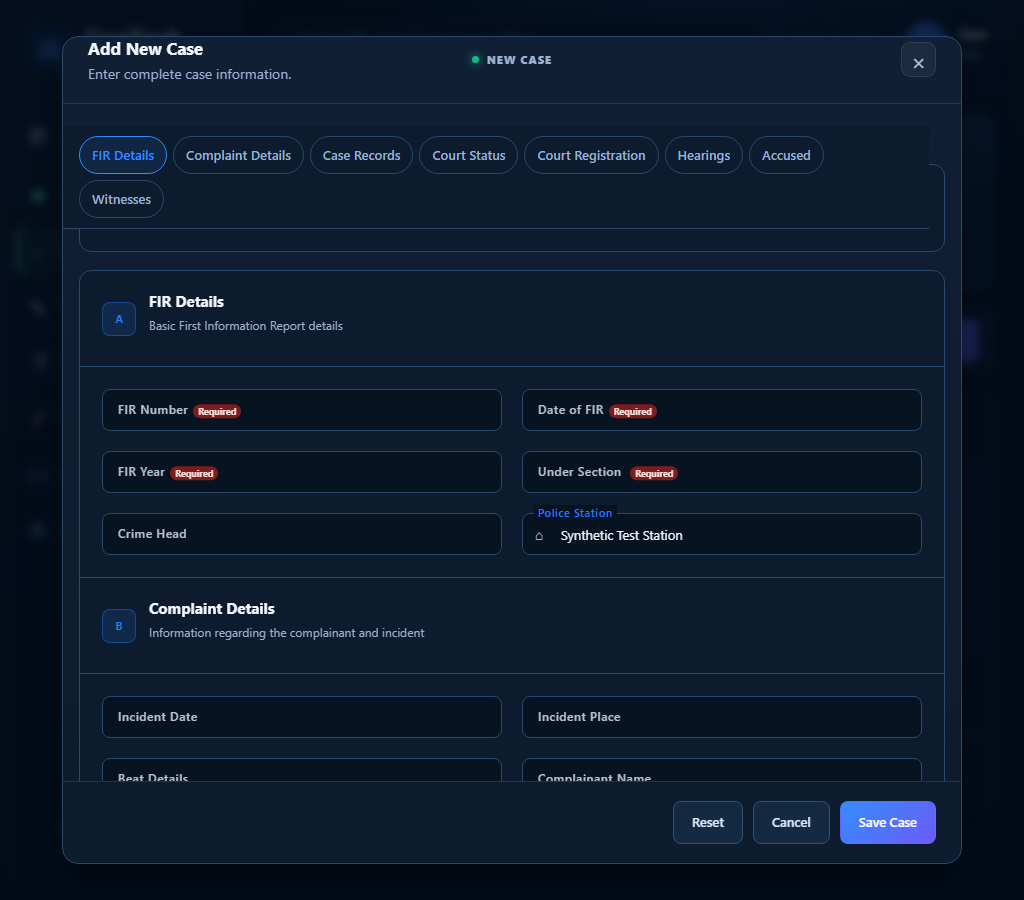 Add New Case
Enter complete case information.
NEW CASE
FIR Details
Complaint Details
Case Records
Court Status
Court Registration
Hearings
Accused
Witnesses
A
FIR Details
Basic First Information Report details
FIR Number Required
Date of FIR Required
FIR Year Required
Under Section Required
Crime Head
Police Station
Synthetic Test Station
B
Complaint Details
Information regarding the complainant and incident
Incident Date
Incident Place
Beat Details
Complainant Name
Reset
Cancel
Save Case